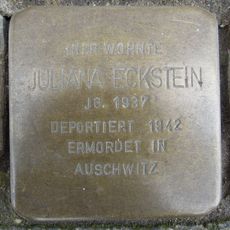 HIER WOHNTE
JULIANA ECKSTEIN
JG. 1937
DEPORTIERT 1942
ERMORDET IN
AUSCHWITZ